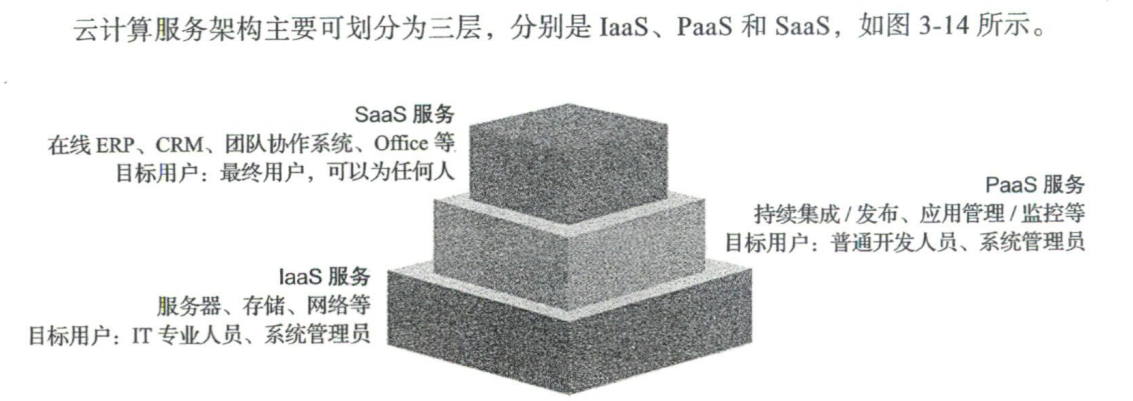 云计算服务架构主要可划分为三层，分别是 IaaS、PaaS 和 SaaS，如图 3-14 所示。
SaaS 服务
在线 ERP、CRM、团队协作系统、Office 等
目标用户：最终用户，可以为任何人
PaaS 服务
持续集成 / 发布、应用管理 / 监控等
目标用户：普通开发人员、系统管理员
IaaS 服务
服务器、存储、网络等
目标用户：IT 专业人员、系统管理员